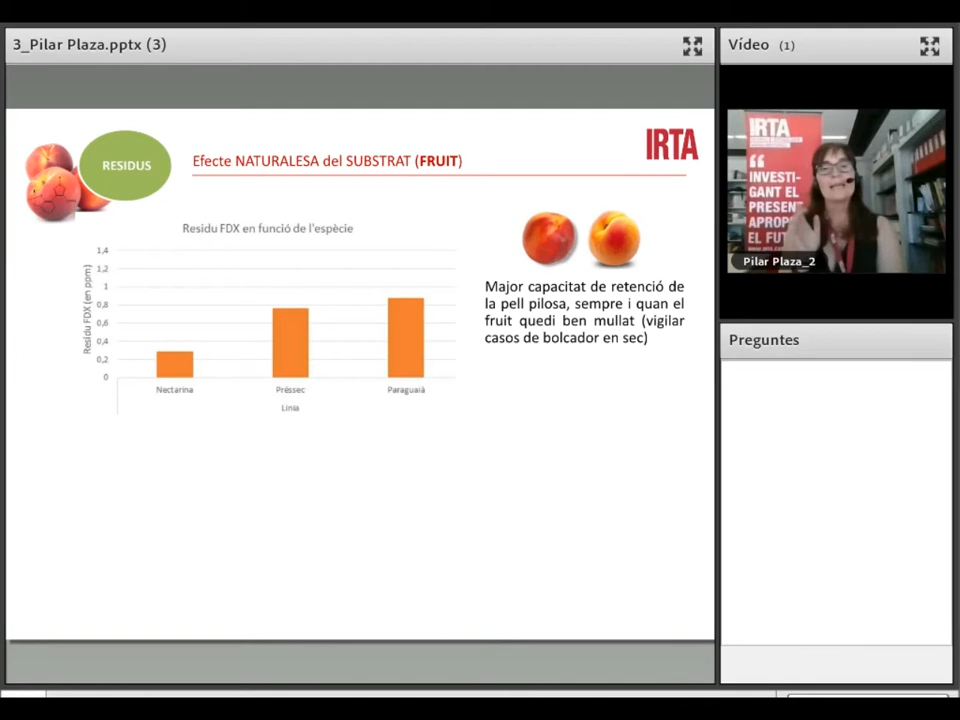 3_Pilar Plaza.pptx (3)
RESIDUS
Efecte NATURALESA del SUBSTRAT (FRUIT)
IRTA
Residu FDX en funció de l'espècie
Residu FDX (en ppm)
1,4
1,2
1
0,8
0,6
0,4
0,2
0
Nectarina
Préssec
Paraguaià
Linia
Major capacitat de retenció de
la pell pilosa, sempre i quan el
fruit quedi ben mullat (vigilar
casos de bolcador en sec)
Vídeo (1)
IRTA
“
INVESTI-
GANT EL
PRESEN
APROP
EL FUT
Pilar Plaza_2
Preguntes